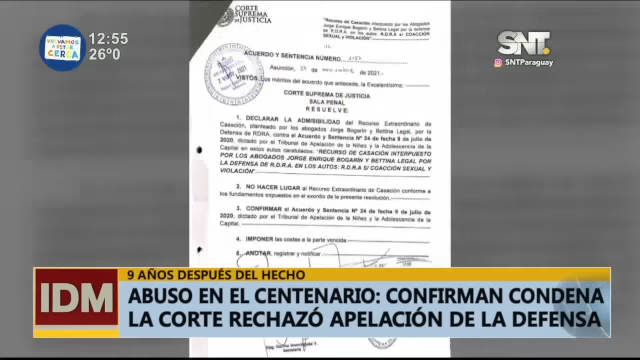 VOLVAMOS
A ESTAR
CERCA
12:55
26°0
CORTE
SUPREMA
DE JUSTICIA
"Recurso de Casación interpuesto por los Abogados
Jorge Enrique Bogarín y Bettina Legal por la
defensa de R.D.R.A. en los autos: R.D.R.A S/ COACCIÓN
SEXUAL y VIOLACIÓN"
SNT
SNTParaguay
ACUERDO Y SENTENCIA NÚMERO
Asunción, de de 2021.-
VISTOS: Los méritos del acuerdo que antecede, la Excelentísima;
CORTE SUPREMA DE JUSTICIA
SALA PENAL
RESUELVE:
1. DECLARAR LA ADMISIBILIDAD del Recurso Extraordinario de
Casación, planteado por los abogados Jorge Bogarín y Bettina Legal, por
la Defensa de RDRA, contra el Acuerdo y Sentencia Nº 24 de fecha 9 de julio de
2020, dictado por el Tribunal de Apelación de la Niñez y la Adolescencia de la
Capital en estos autos caratulados: "RECURSO DE CASACIÓN INTERPUESTO
POR LOS ABOGADOS JORGE ENRIQUE BOGARÍN Y BETTINA LEGAL POR
LA DEFENSA DE R.D.R.A. EN LOS AUTOS: R.D.R.A S/ COACCIÓN SEXUAL Y
VIOLACIÓN"
2. NO HACER LUGAR al Recurso Extraordinario de Casación conforme a
los fundamentos expuestos en el exordio de la presente resolución.
3. CONFIRMAR el Acuerdo y Sentencia Nº 24 de fecha 9 de julio de
2020, dictado por el Tribunal de Apelación de la Niñez y la Adolescencia de la
Capital.
4. IMPONER las costas a la parte vencida
5. ANOTAR, registrar y notificar
9 AÑOS DESPUÉS DEL HECHO
IDM
ABUSO EN EL CENTENARIO: CONFIRMAN CONDENA
LA CORTE RECHAZÓ APELACIÓN DE LA DEFENSA
Secretaria